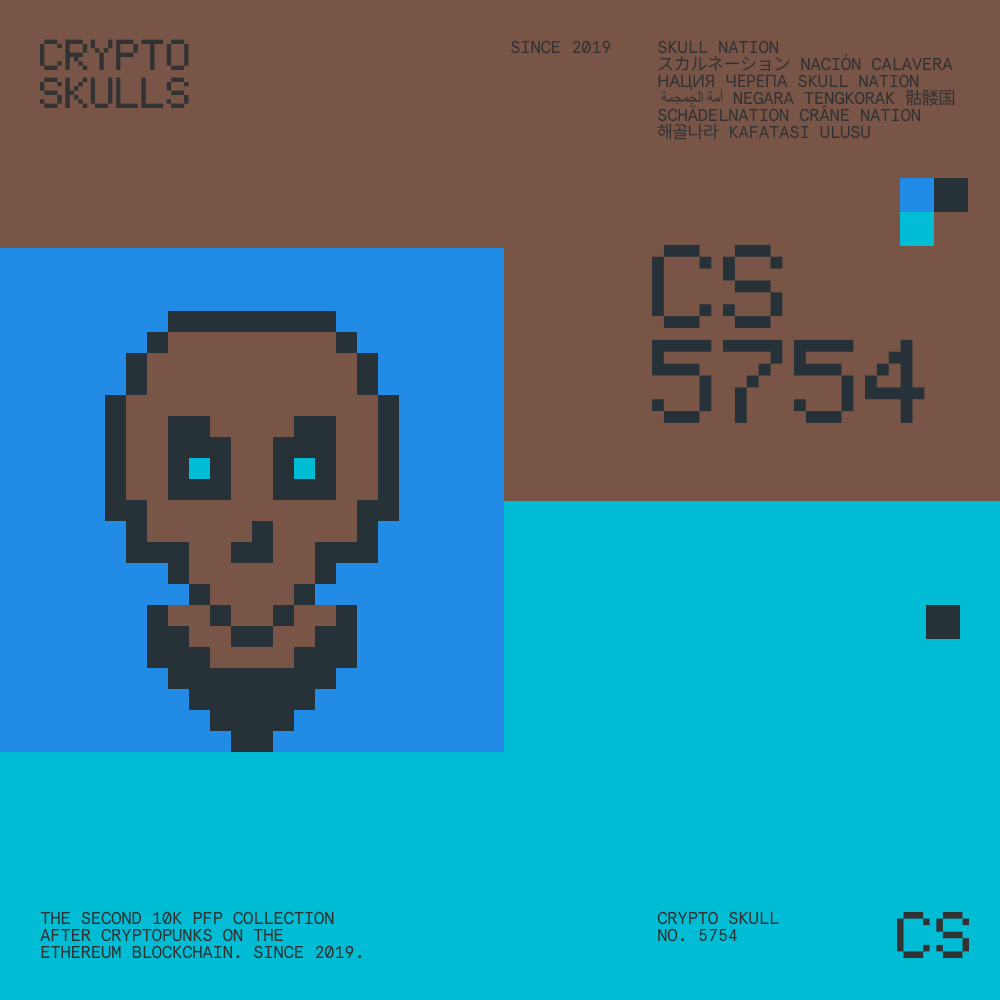 CRYPTO
SKULLS
SINCE 2019
SKULL NATION
スカルネーション NACIÓN CALAVERA
НАЦИЯ ЧЕРЕПА SKULL NATION
أمة الجمجمة NEGARA TENGKORAK 骷髅国
SCHÄDELNATION CRÂNE NATION
해골나라 KAFATASI ULUSU
CS
5754
THE SECOND 10K PFP COLLECTION
AFTER CRYPTOPUNKS ON THE
ETHEREUM BLOCKCHAIN. SINCE 2019.
CRYPTO SKULL
NO. 5754
CS